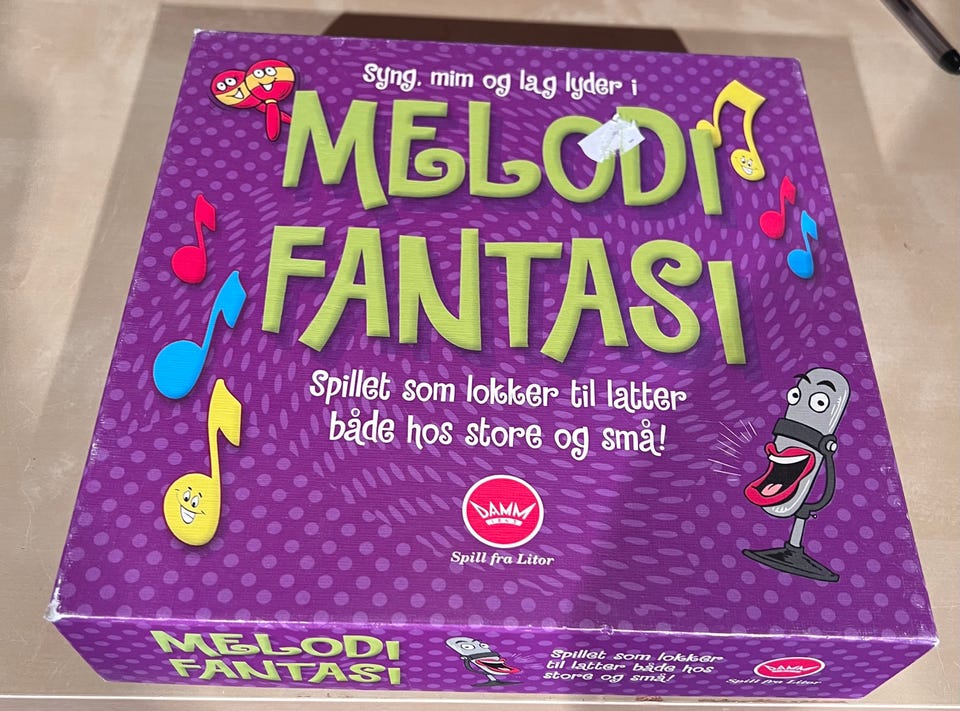 Syng, mim og lag lyder i
MELODI
FANTASI
Spillet som lokker til latter
både hos store og små!
DAMM
Spill fra Litor
MELODI
FANTASI
Spillet som lokker
til latter både hos
store og små!
DAMM
Spill fra Litor